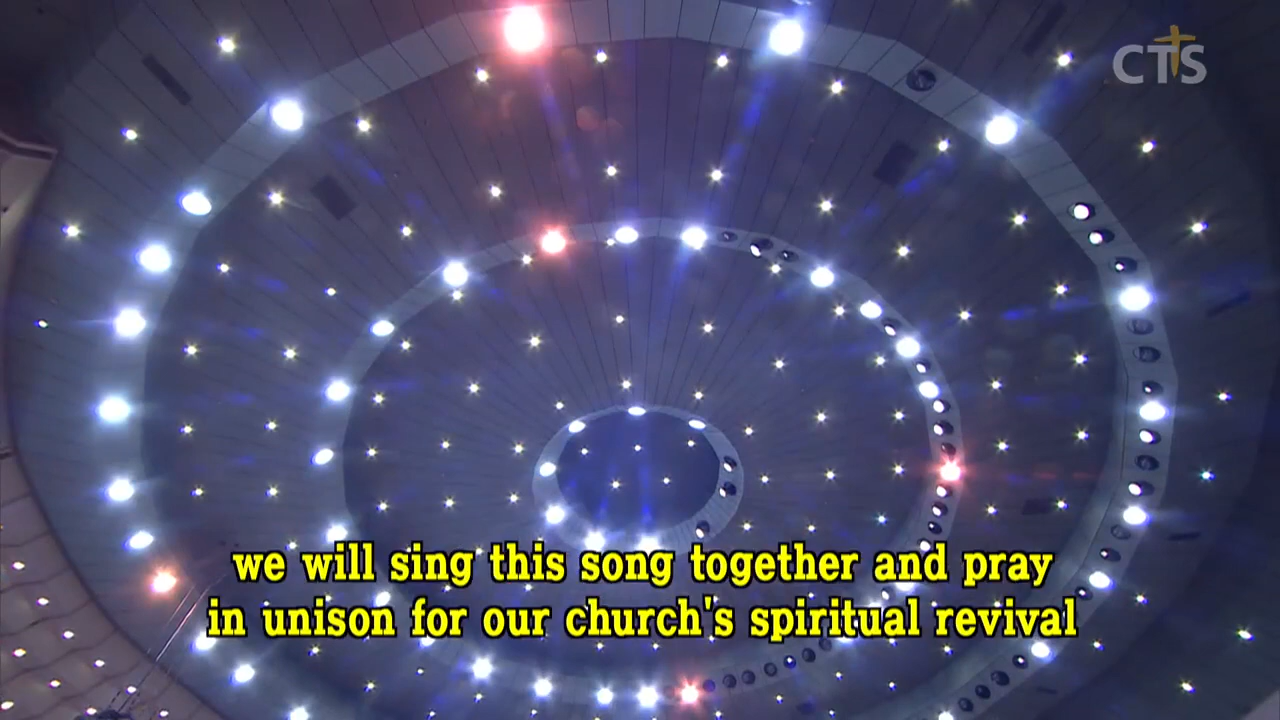 CTS
we will sing this song together and pray
in unison for our church's spiritual revival